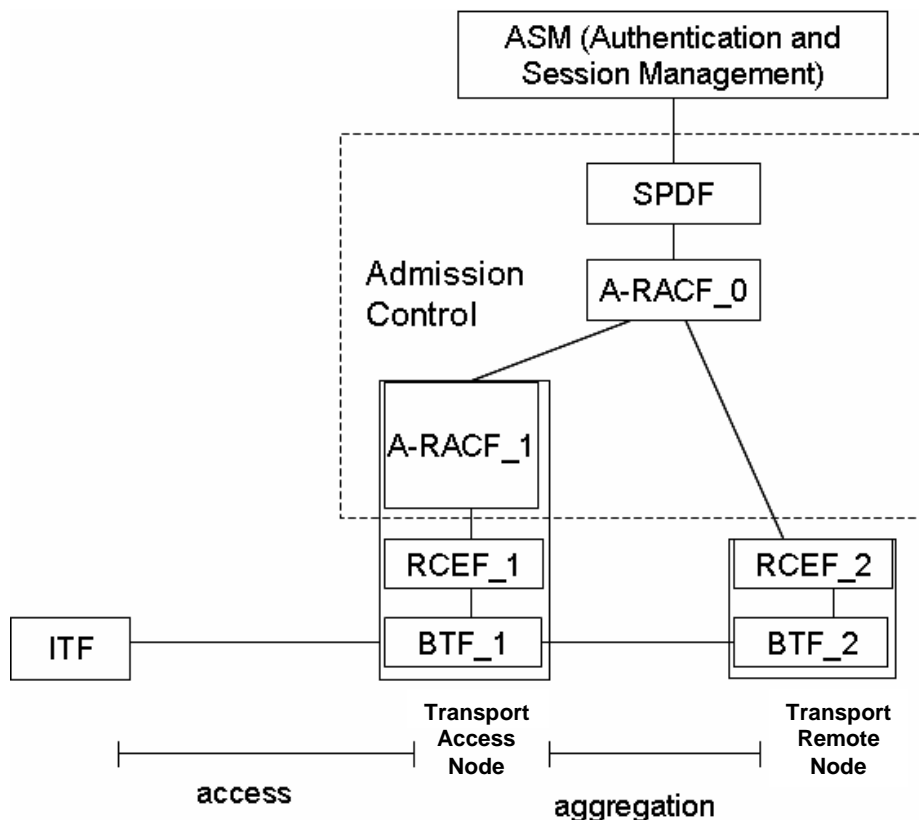 ASM (Authentication and
Session Management)
SPDF
Admission
Control
A-RACF_0
A-RACF_1
RCEF_1
RCEF_2
ITF
BTF_1
BTF_2
Transport
Access
Node
Transport
Remote
Node
access
aggregation